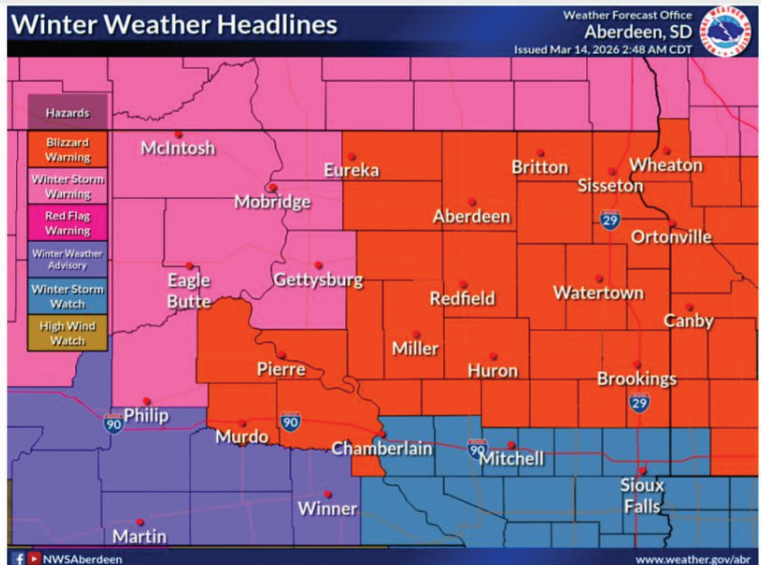 Winter Weather Headlines
Weather Forecast Office
Aberdeen, SD
Issued Mar 14, 2026 2:48 AM CDT
Hazards
Blizzard
Warning
Winter Storm
Warning
Red Flag
Warning
Winter Weather
Advisory
Winter Storm
Watch
High Wind
Watch
McIntosh
Eureka
Britton
Wheaton
Sisseton
Mobridge
Aberdeen
29
Ortonville
Eagle
Butte
Gettysburg
Redfield
Watertown
Canby
Miller
Pierre
Huron
Brookings
29
Philip
90
90
Murdo
Chamberlain
90
Mitchell
Sioux
Falls
Winner
Martin
NWSAberdeen
www.weather.gov/abr